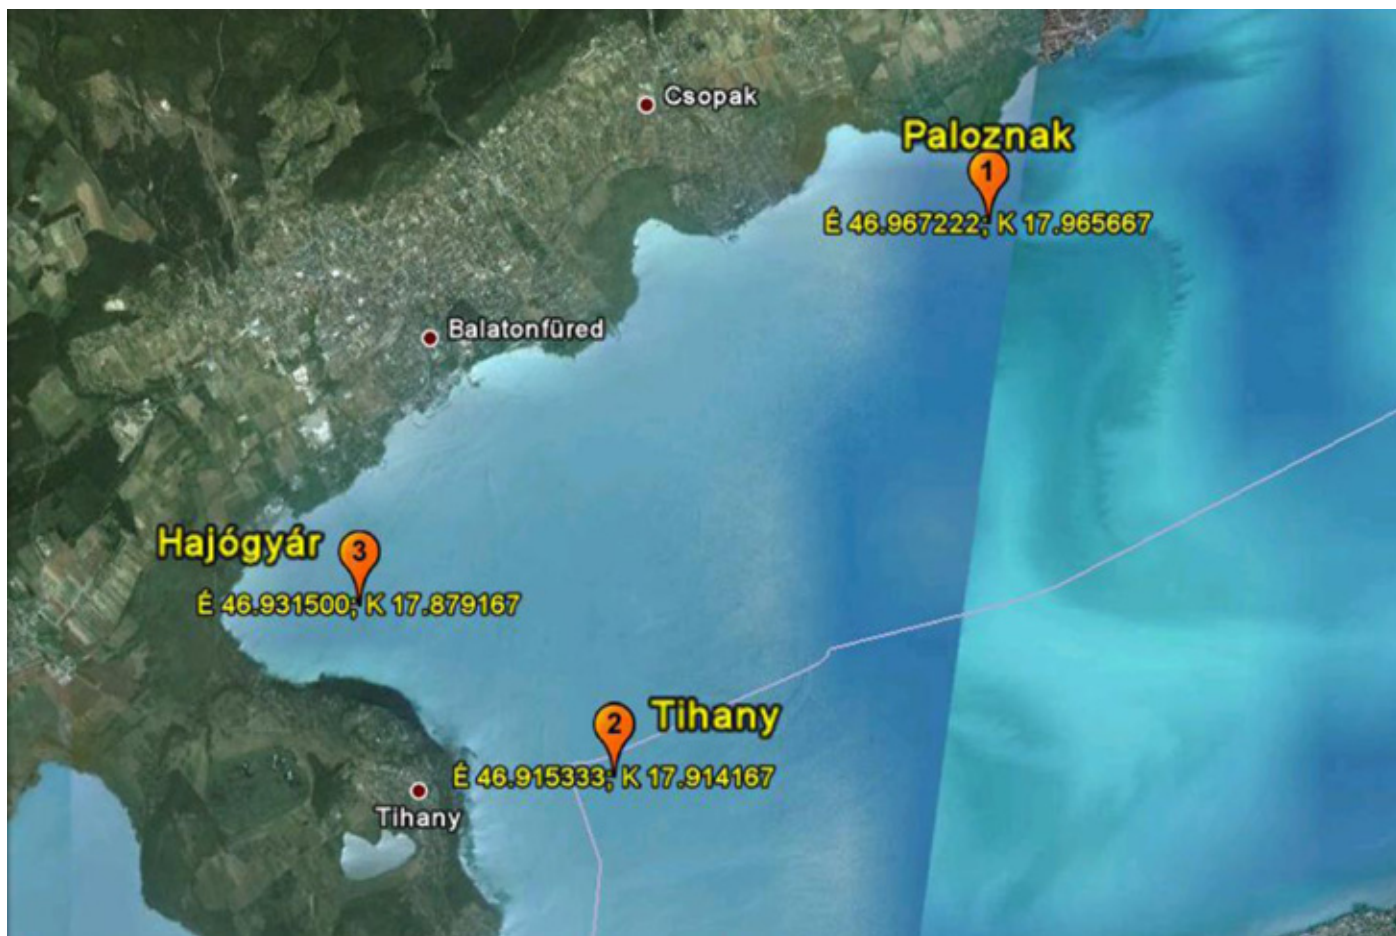 Csopak
Paloznak
1
É 46.967222; K 17.965667
Balatonfüred
Hajógyár
3
É 46.931500; K 17.879167
2
Tihany
É 46.915333; K 17.914167
Tihany